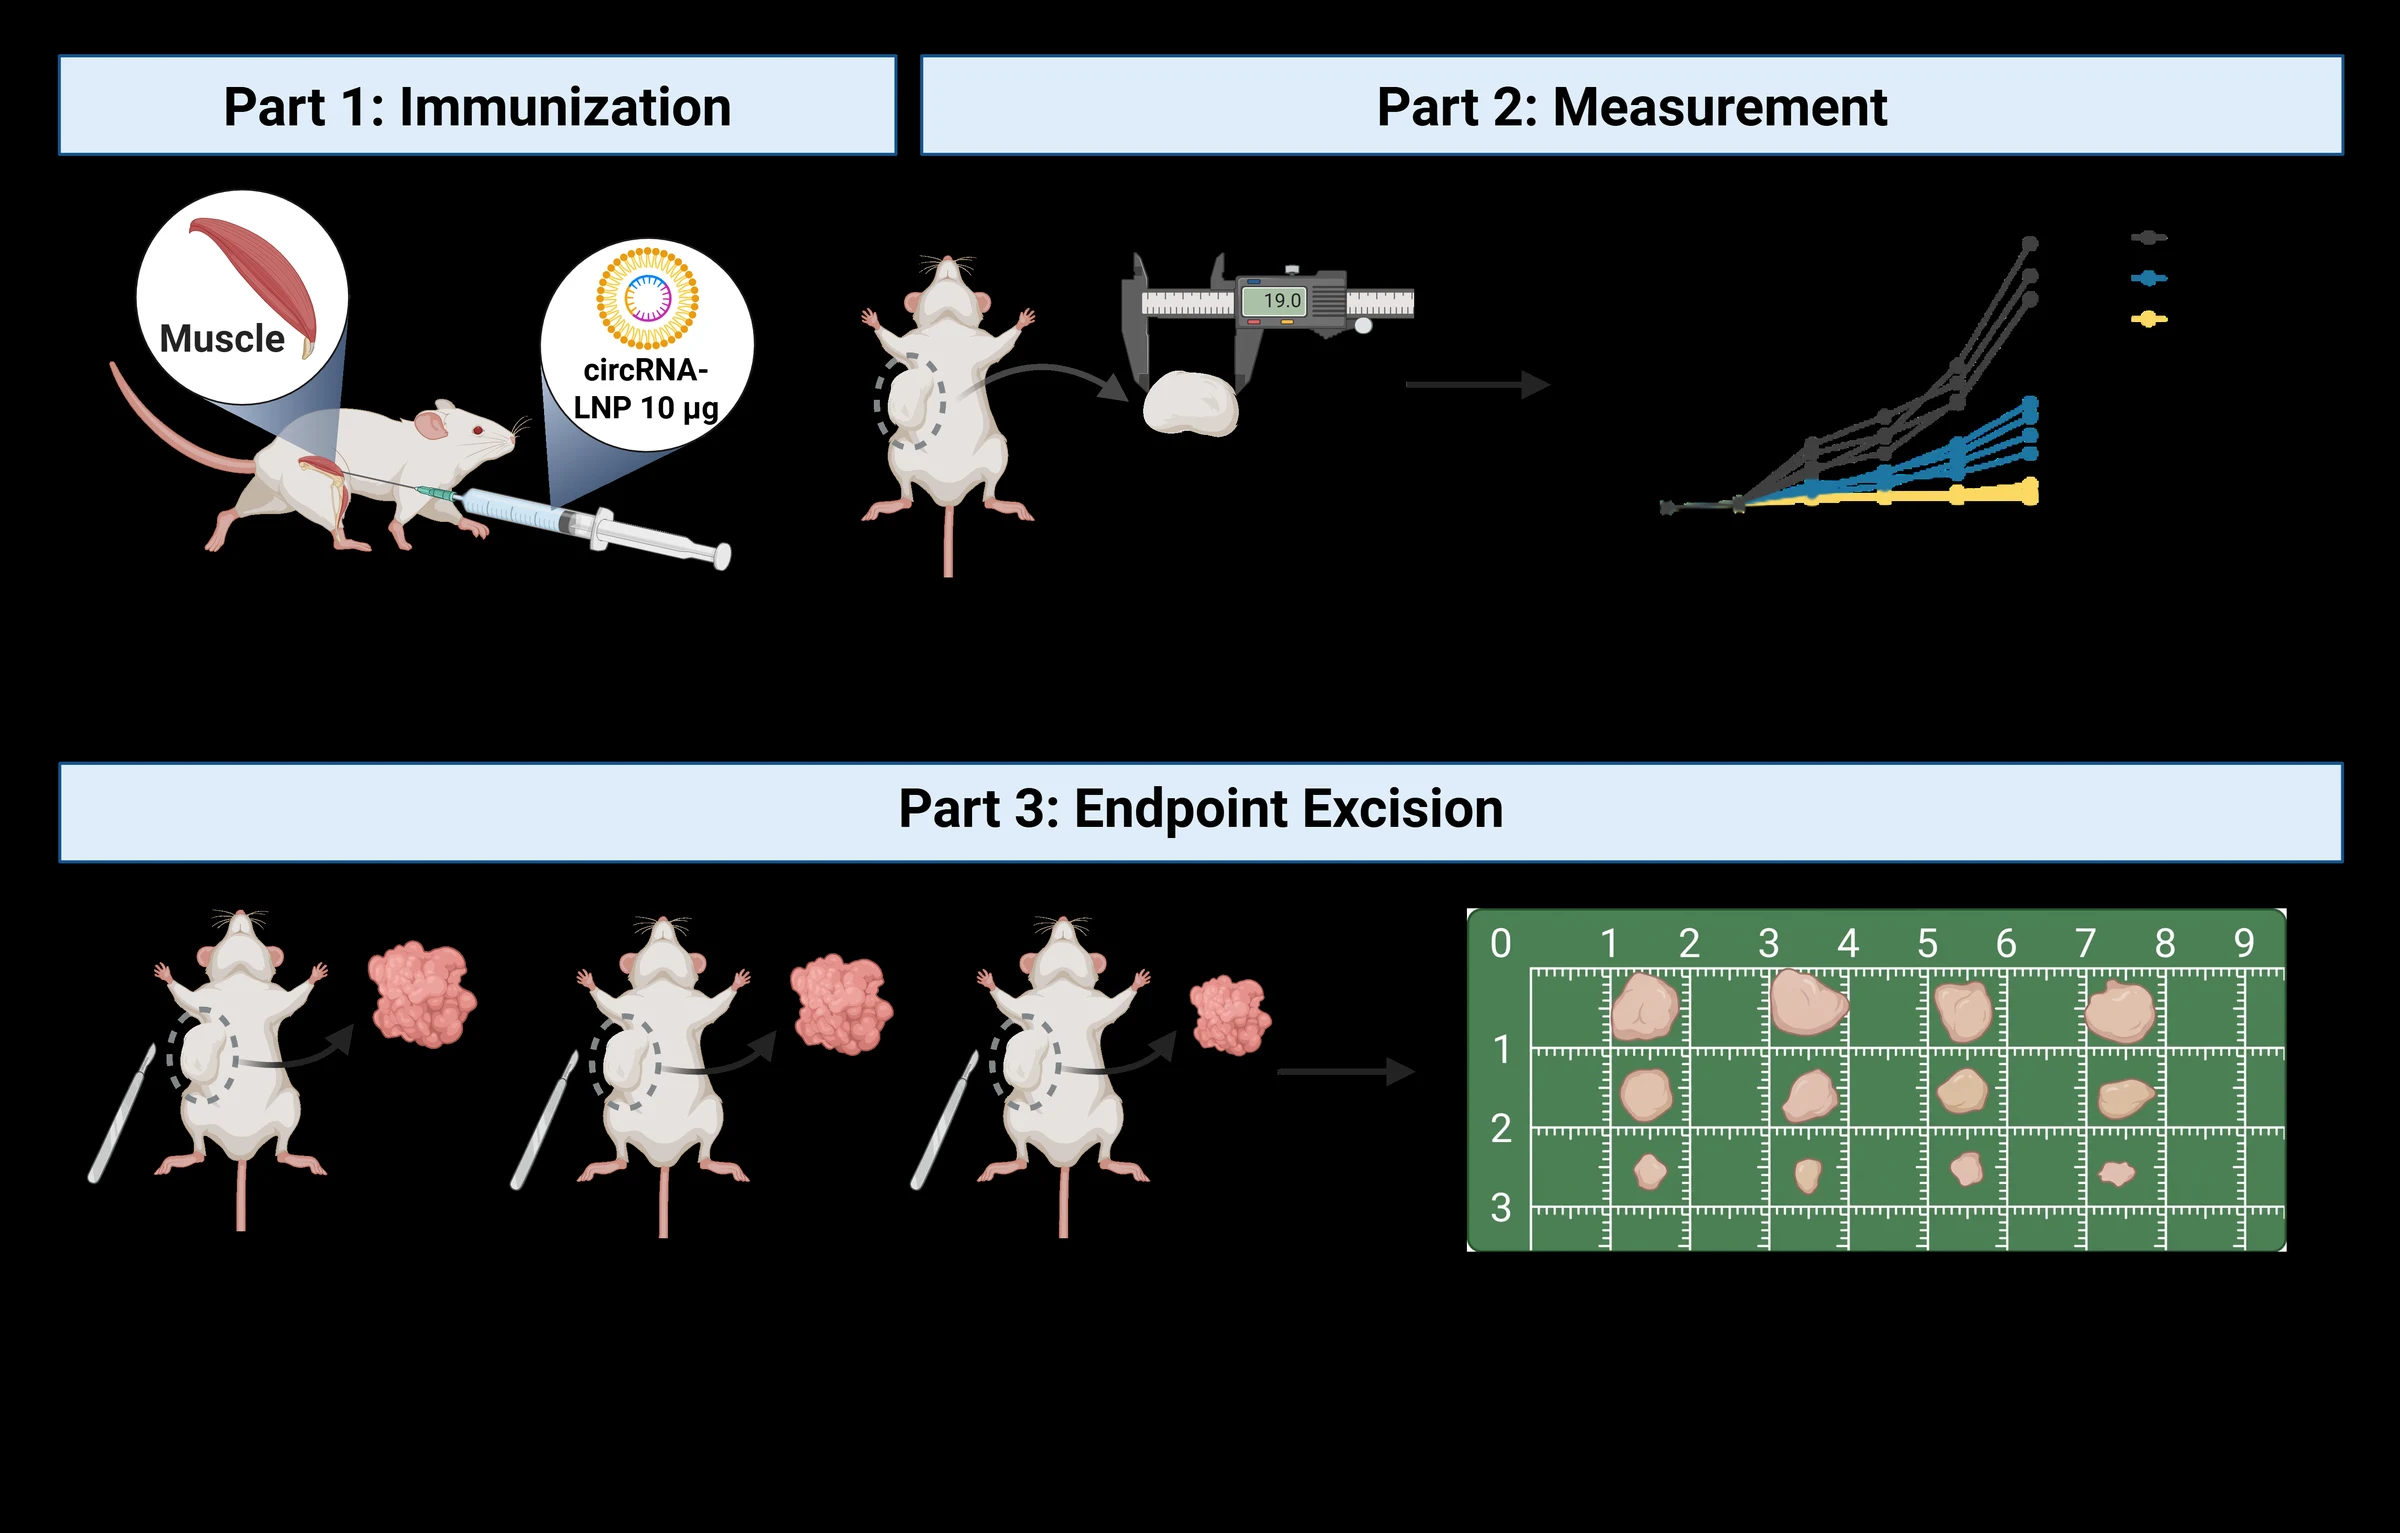 Part 1: Immunization
Part 2: Measurement
Muscle
circRNA-
LNP 10 µg
19.0
Part 3: Endpoint Excision
0 1 2 3 4 5 6 7 8 9
1
2
3